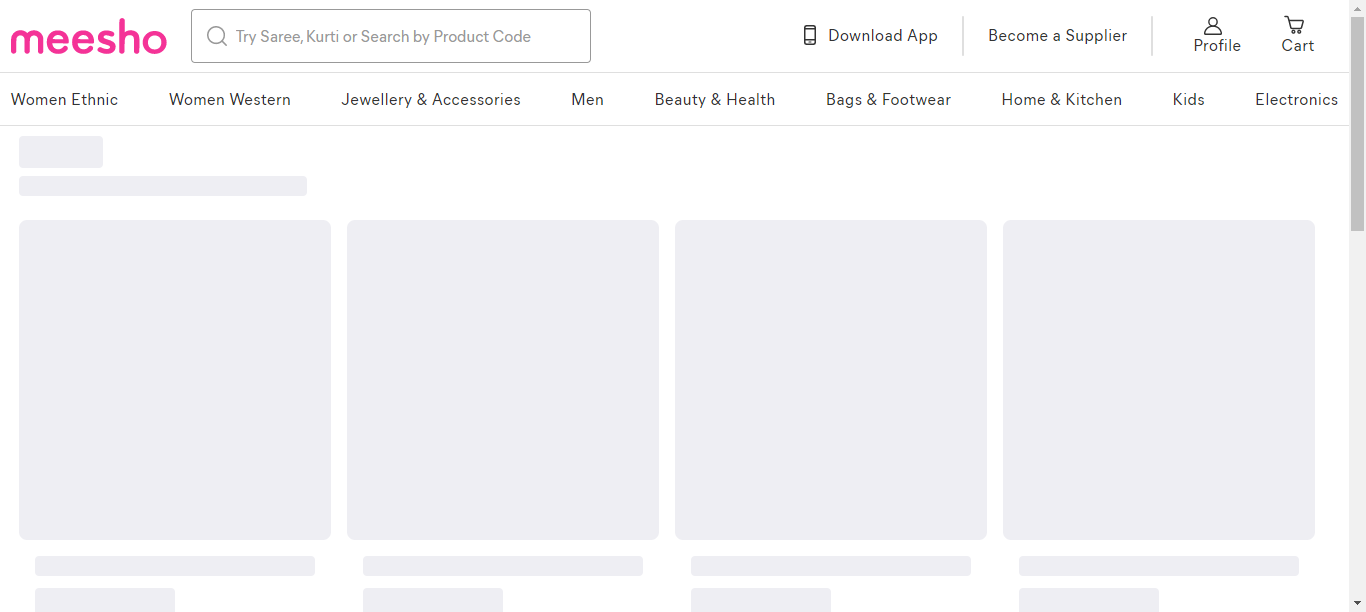 meesho
Try Saree, Kurti or Search by Product Code
Download App
Become a Supplier
Profile
Cart
Women Ethnic
Women Western
Jewellery & Accessories
Men
Beauty & Health
Bags & Footwear
Home & Kitchen
Kids
Electronics